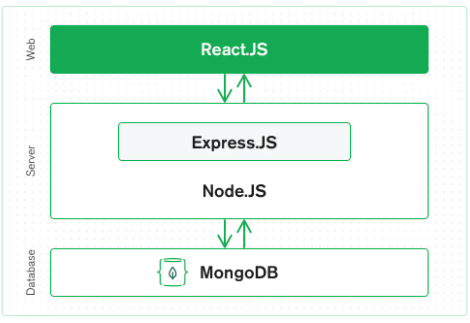 Web
React.JS
Server
Express.JS
Node.JS
Database
MongoDB